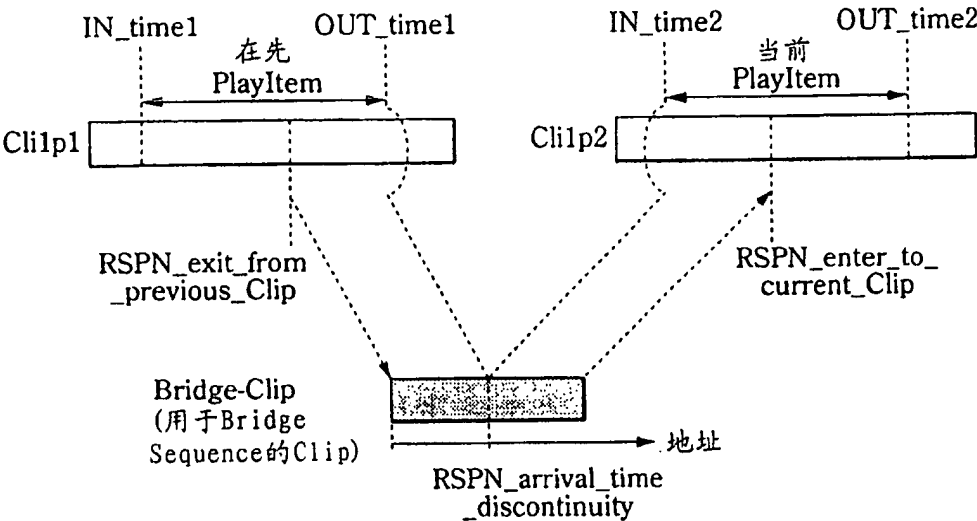 IN_time1
OUT_time1
IN_time2
OUT_time2
在先
PlayItem
当前
PlayItem
Cli1p1
Cli1p2
RSPN_exit_from
_previous_Clip
RSPN_enter_to_
current_Clip
Bridge-Clip
(用于Bridge
Sequence的Clip)
地址
RSPN_arrival_time
_discontinuity